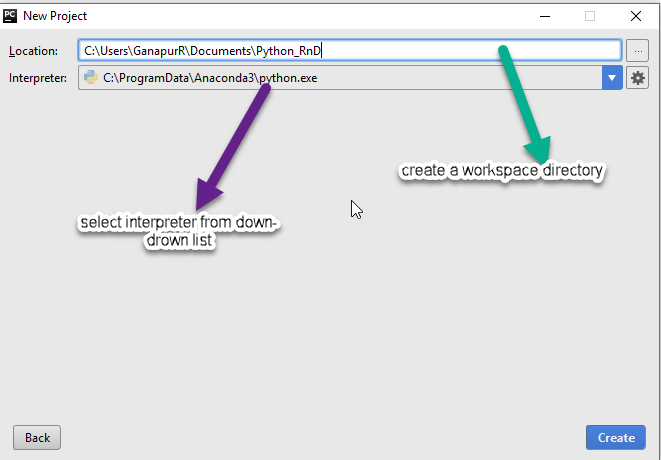 PC New Project
Location: C:\Users\GanapurR\Documents\Python_RnD ...
Interpreter: C:\ProgramData\Anaconda3\python.exe
create a workspace directory
select interpreter from down-
drown list
Back Create